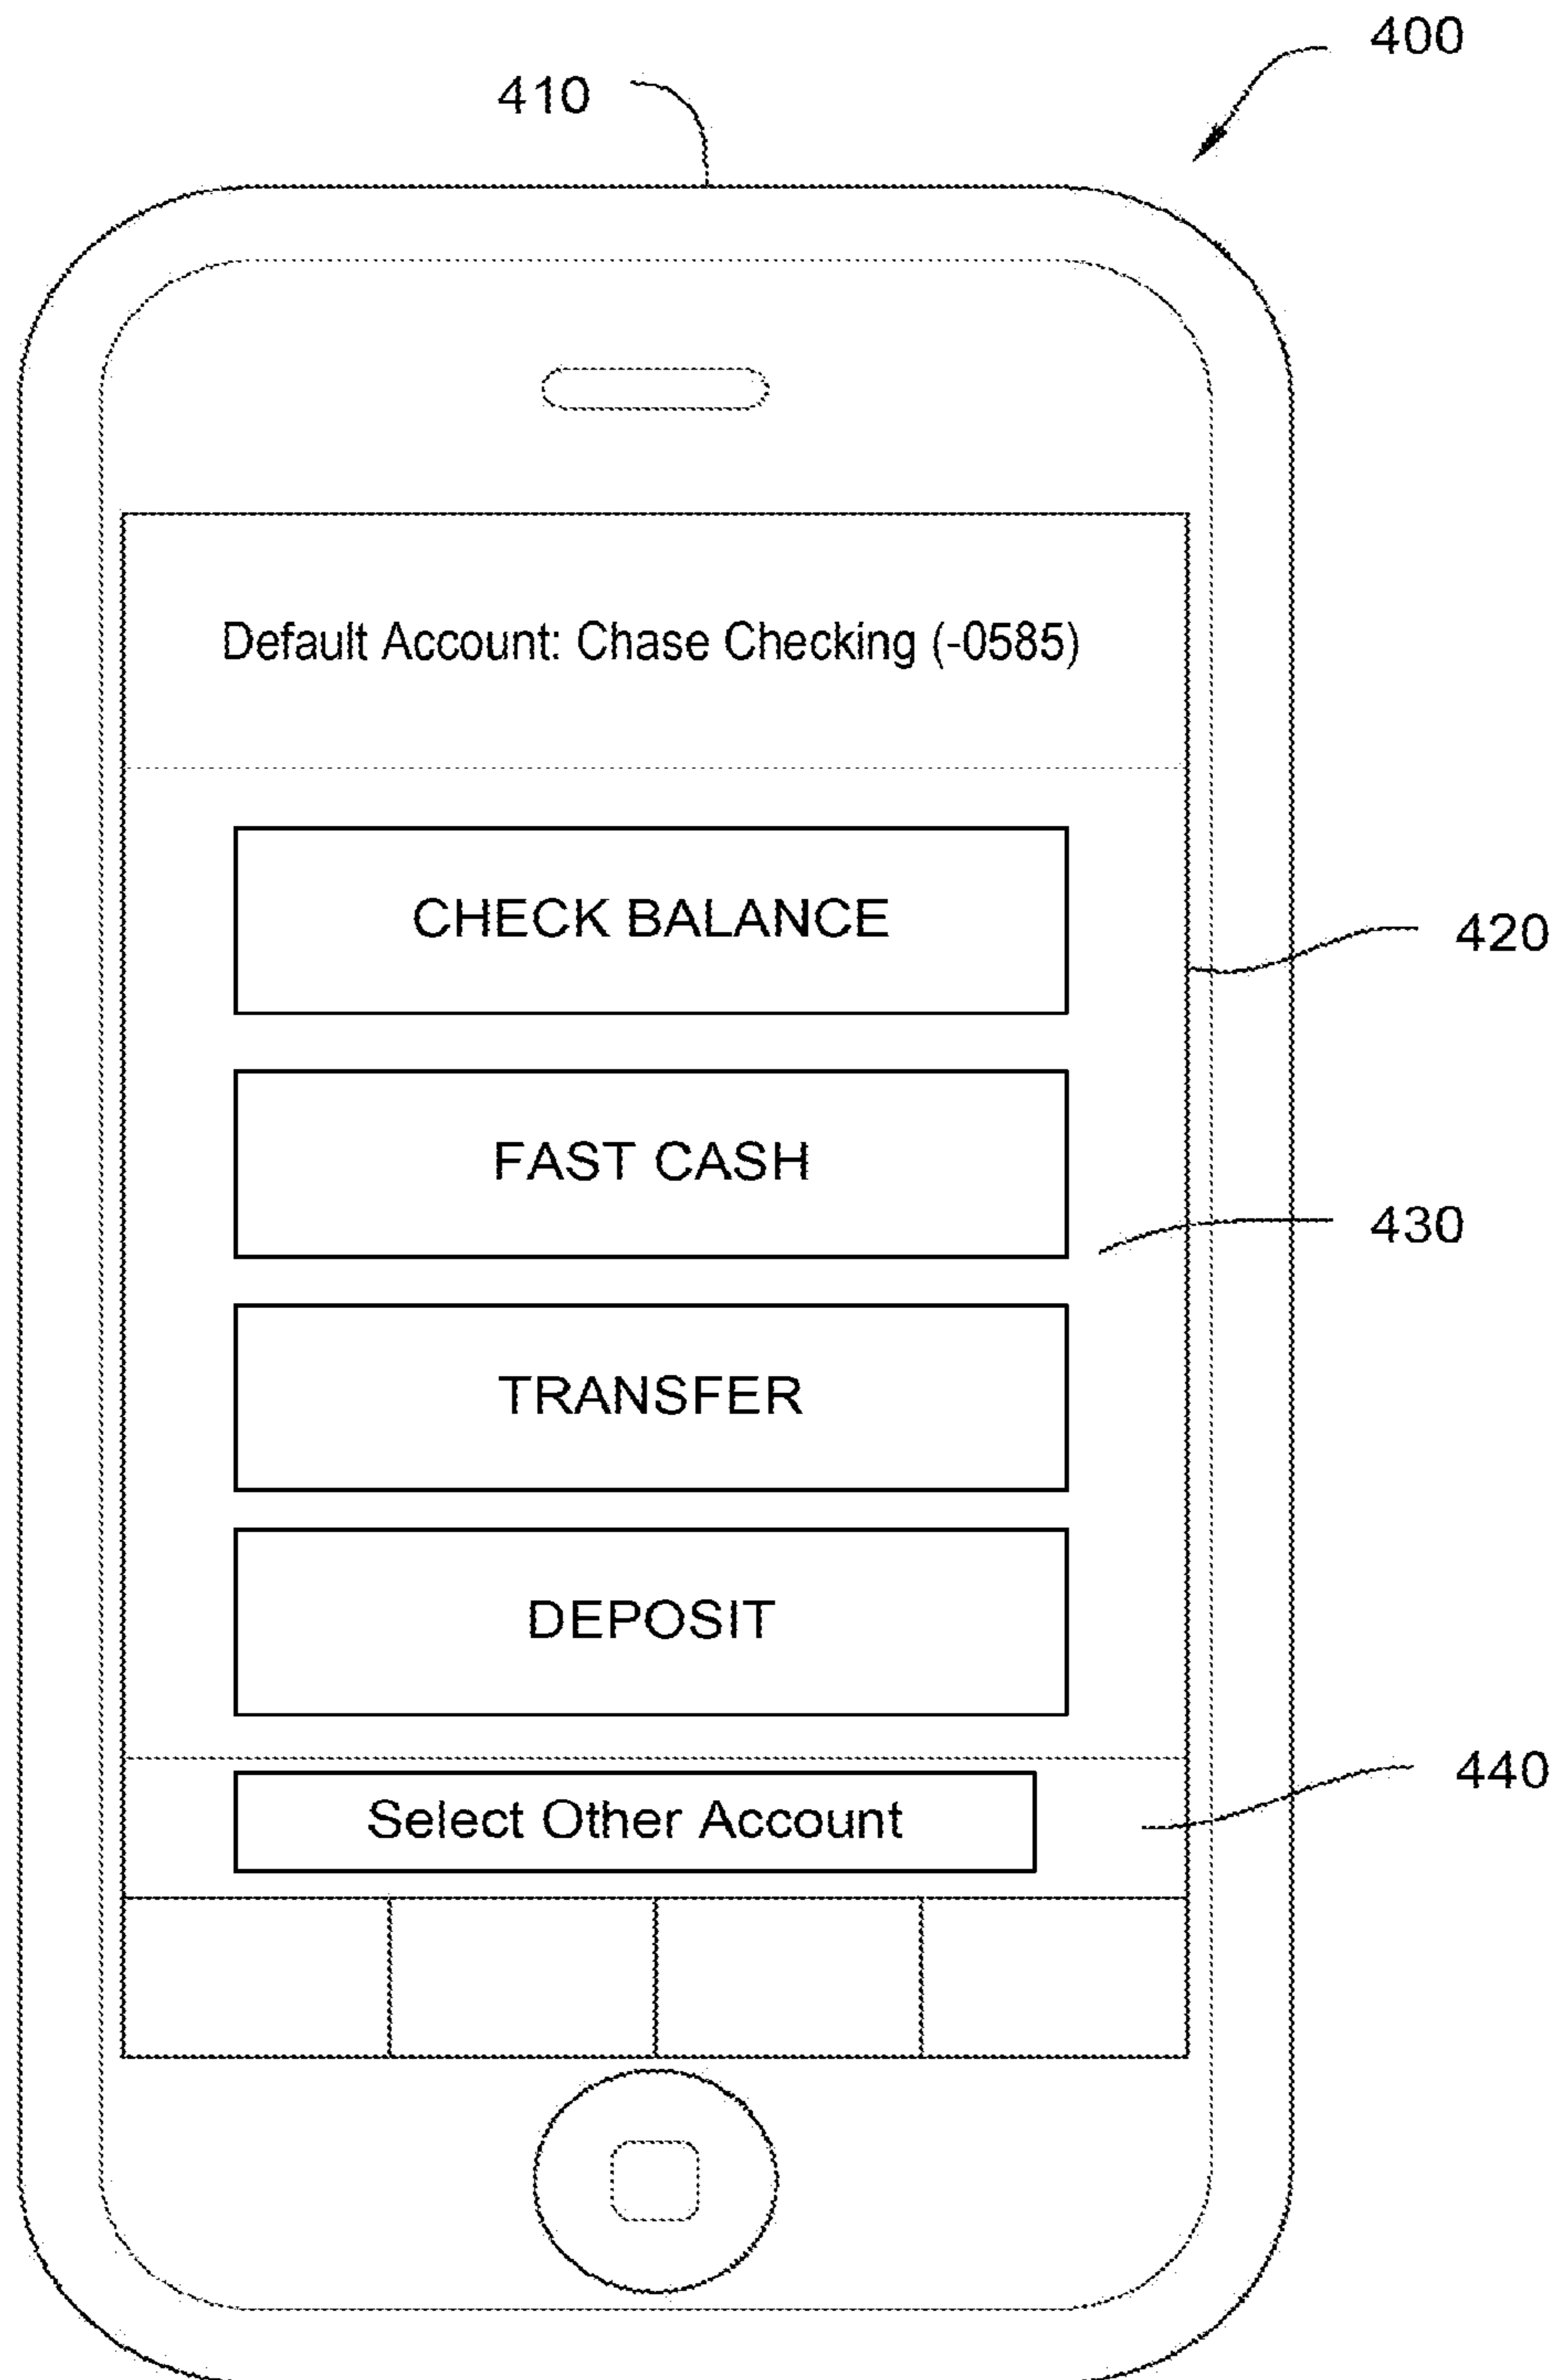 400
410
Default Account: Chase Checking (-0585)
CHECK BALANCE
420
FAST CASH
430
TRANSFER
DEPOSIT
440
Select Other Account